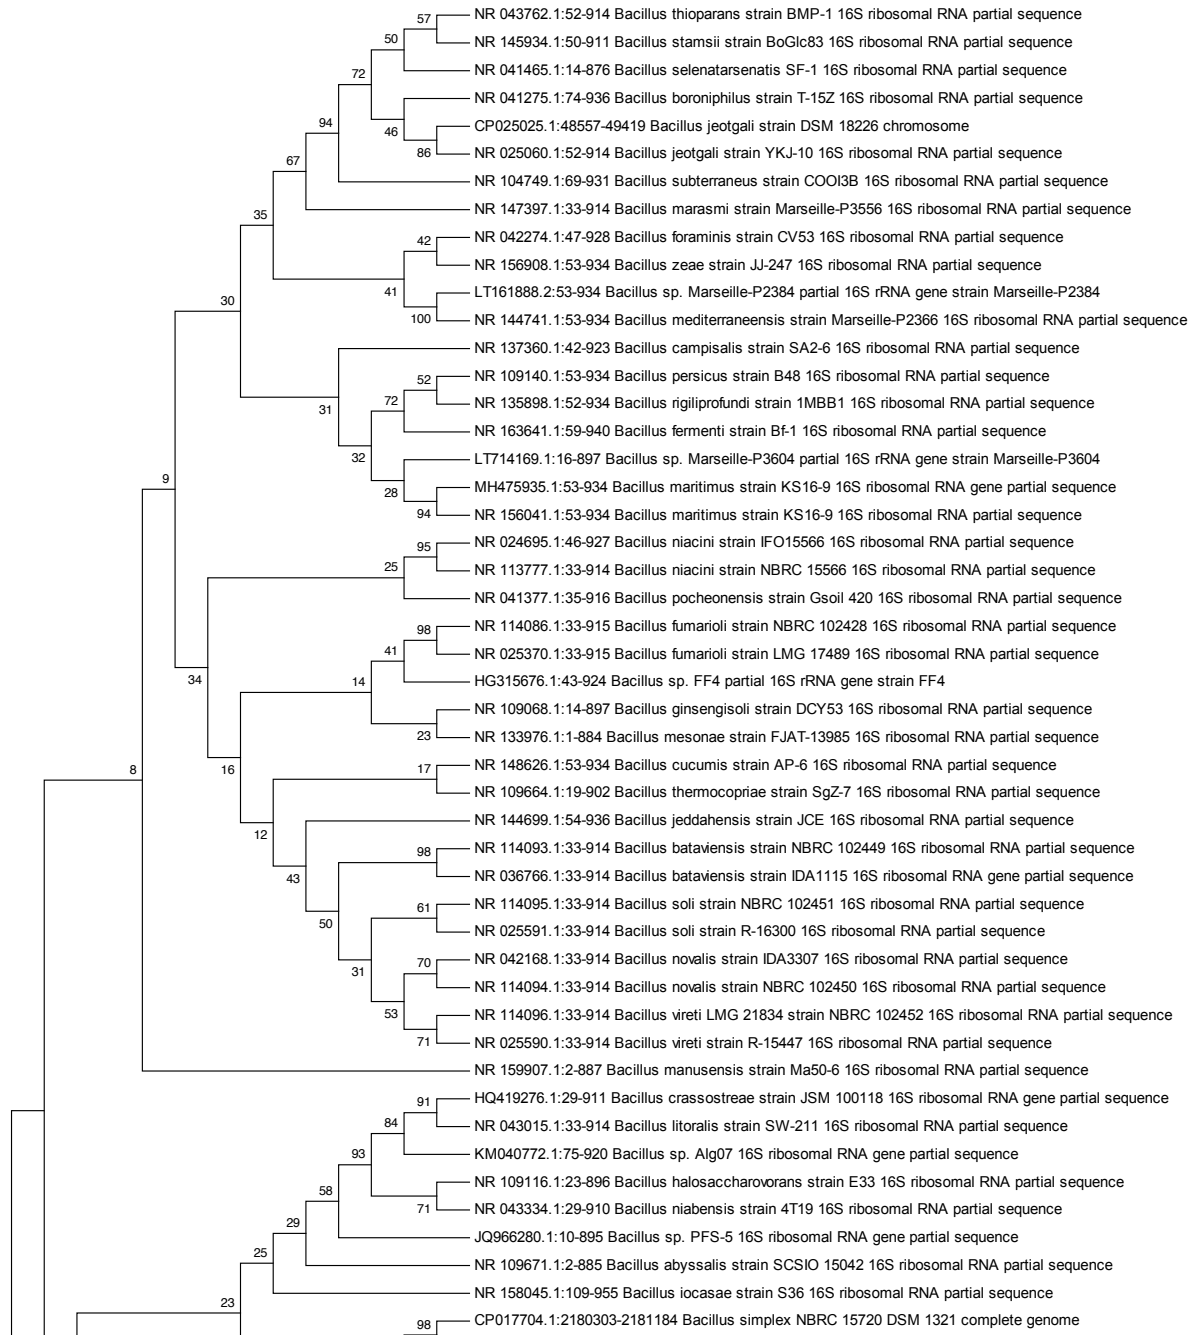 NR 043762.1:52-914 Bacillus thioparans strain BMP-1 16S ribosomal RNA partial sequence
57
NR 145934.1:50-911 Bacillus stamsii strain BoGlc83 16S ribosomal RNA partial sequence
50
NR 041465.1:14-876 Bacillus selenatarsenatis SF-1 16S ribosomal RNA partial sequence
72
NR 041275.1:74-936 Bacillus boroniphilus strain T-15Z 16S ribosomal RNA partial sequence
94
46
CP025025.1:48557-49419 Bacillus jeotgali strain DSM 18226 chromosome
86
NR 025060.1:52-914 Bacillus jeotgali strain YKJ-10 16S ribosomal RNA partial sequence
67
NR 104749.1:69-931 Bacillus subterraneus strain COOI3B 16S ribosomal RNA partial sequence
35
NR 147397.1:33-914 Bacillus marasmi strain Marseille-P3556 16S ribosomal RNA partial sequence
NR 042274.1:47-928 Bacillus foraminis strain CV53 16S ribosomal RNA partial sequence
42
NR 156908.1:53-934 Bacillus zeae strain JJ-247 16S ribosomal RNA partial sequence
41
LT161888.2:53-934 Bacillus sp. Marseille-P2384 partial 16S rRNA gene strain Marseille-P2384
30
100
NR 144741.1:53-934 Bacillus mediterraneensis strain Marseille-P2366 16S ribosomal RNA partial sequence
NR 137360.1:42-923 Bacillus campisalis strain SA2-6 16S ribosomal RNA partial sequence
NR 109140.1:53-934 Bacillus persicus strain B48 16S ribosomal RNA partial sequence
52
NR 135898.1:52-934 Bacillus rigiliprofundi strain 1MBB1 16S ribosomal RNA partial sequence
72
31
NR 163641.1:59-940 Bacillus fermenti strain Bf-1 16S ribosomal RNA partial sequence
32
LT714169.1:16-897 Bacillus sp. Marseille-P3604 partial 16S rRNA gene strain Marseille-P3604
9
28
MH475935.1:53-934 Bacillus maritimus strain KS16-9 16S ribosomal RNA gene partial sequence
94
NR 156041.1:53-934 Bacillus maritimus strain KS16-9 16S ribosomal RNA partial sequence
NR 024695.1:46-927 Bacillus niacini strain IFO15566 16S ribosomal RNA partial sequence
95
NR 113777.1:33-914 Bacillus niacini strain NBRC 15566 16S ribosomal RNA partial sequence
25
NR 041377.1:35-916 Bacillus pocheonensis strain Gsoil 420 16S ribosomal RNA partial sequence
NR 114086.1:33-915 Bacillus fumarioli strain NBRC 102428 16S ribosomal RNA partial sequence
98
NR 025370.1:33-915 Bacillus fumarioli strain LMG 17489 16S ribosomal RNA partial sequence
41
34
HG315676.1:43-924 Bacillus sp. FF4 partial 16S rRNA gene strain FF4
14
NR 109068.1:14-897 Bacillus ginsengisoli strain DCY53 16S ribosomal RNA partial sequence
23
NR 133976.1:1-884 Bacillus mesonae strain FJAT-13985 16S ribosomal RNA partial sequence
8
16
NR 148626.1:53-934 Bacillus cucumis strain AP-6 16S ribosomal RNA partial sequence
17
NR 109664.1:19-902 Bacillus thermocopriae strain SgZ-7 16S ribosomal RNA partial sequence
12
NR 144699.1:54-936 Bacillus jeddahensis strain JCE 16S ribosomal RNA partial sequence
NR 114093.1:33-914 Bacillus bataviensis strain NBRC 102449 16S ribosomal RNA partial sequence
98
43
NR 036766.1:33-914 Bacillus bataviensis strain IDA1115 16S ribosomal RNA gene partial sequence
NR 114095.1:33-914 Bacillus soli strain NBRC 102451 16S ribosomal RNA partial sequence
61
50
NR 025591.1:33-914 Bacillus soli strain R-16300 16S ribosomal RNA partial sequence
31
NR 042168.1:33-914 Bacillus novalis strain IDA3307 16S ribosomal RNA partial sequence
70
NR 114094.1:33-914 Bacillus novalis strain NBRC 102450 16S ribosomal RNA partial sequence
53
NR 114096.1:33-914 Bacillus vireti LMG 21834 strain NBRC 102452 16S ribosomal RNA partial sequence
71
NR 025590.1:33-914 Bacillus vireti strain R-15447 16S ribosomal RNA partial sequence
NR 159907.1:2-887 Bacillus manusensis strain Ma50-6 16S ribosomal RNA partial sequence
HQ419276.1:29-911 Bacillus crassostreae strain JSM 100118 16S ribosomal RNA gene partial sequence
91
NR 043015.1:33-914 Bacillus litoralis strain SW-211 16S ribosomal RNA partial sequence
84
KM040772.1:75-920 Bacillus sp. Alg07 16S ribosomal RNA gene partial sequence
93
NR 109116.1:23-896 Bacillus halosaccharovorans strain E33 16S ribosomal RNA partial sequence
58
71
NR 043334.1:29-910 Bacillus niabensis strain 4T19 16S ribosomal RNA partial sequence
29
JQ966280.1:10-895 Bacillus sp. PFS-5 16S ribosomal RNA gene partial sequence
25
NR 109671.1:2-885 Bacillus abyssalis strain SCSIO 15042 16S ribosomal RNA partial sequence
NR 158045.1:109-955 Bacillus iocasae strain S36 16S ribosomal RNA partial sequence
23
CP017704.1:2180303-2181184 Bacillus simplex NBRC 15720 DSM 1321 complete genome
98